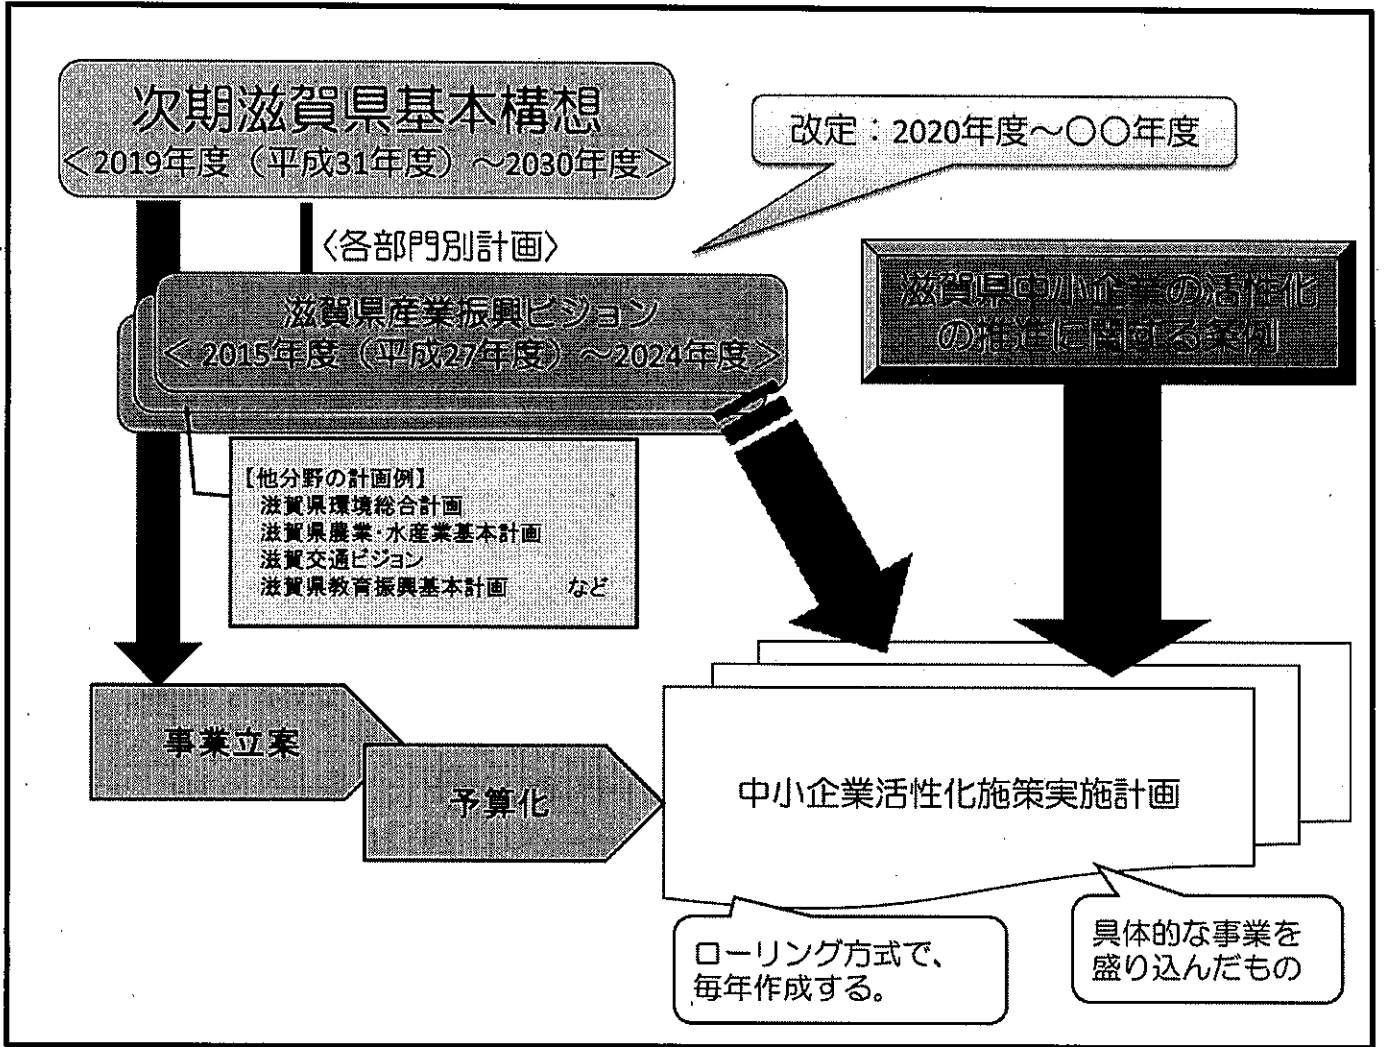 次期滋賀県基本構想
＜2019年度（平成31年度）～2030年度＞
改定：2020年度～〇〇年度
〈各部門別計画〉
滋賀県産業振興ビジョン
＜2015年度（平成27年度）～2024年度＞
滋賀県中小企業の活性化
の推進に関する条例
【他分野の計画例】
滋賀県環境総合計画
滋賀県農業・水産業基本計画
滋賀交通ビジョン
滋賀県教育振興基本計画　　など
事業立案
予算化
中小企業活性化施策実施計画
ローリング方式で、
毎年作成する。
具体的な事業を
盛り込んだもの